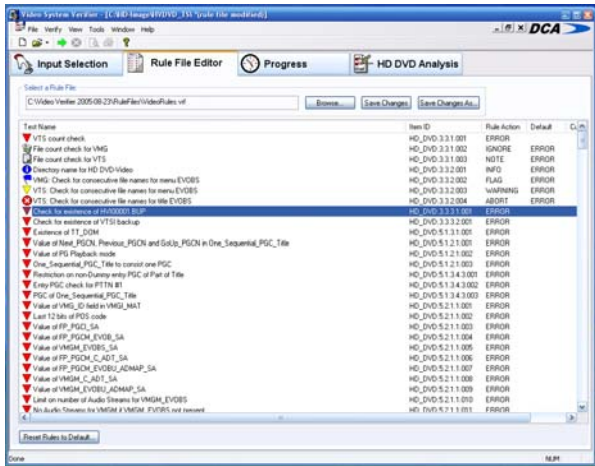 Video System Verifier - [C:\HD-Image\HVDVD_TS\ *(rule file modified)]
File Verify View Tools Window Help
DCA
Input Selection Rule File Editor Progress HD DVD Analysis
Select a Rule File:
C:\Video Verifier 2005-08-23\RuleFiles\VideoRules.vrf Browse... Save Changes Save Changes As...
Test Name Item ID Rule Action Default
VTS count check HD_DVD:3.3.1.001 ERROR
File count check for VMG HD_DVD:3.3.1.002 IGNORE ERROR
File count check for VTS HD_DVD:3.3.1.003 NOTE ERROR
Directory name for HD DVD-Video HD_DVD:3.3.2.001 INFO ERROR
VMG: Check for consecutive file names for menu EVOBS HD_DVD:3.3.2.002 FLAG ERROR
VTS: Check for consecutive file names for menu EVOBS HD_DVD:3.3.2.003 WARNING ERROR
VTS: Check for consecutive file names for title EVOBS HD_DVD:3.3.2.004 ABORT ERROR
Check for existence of HVI00001.BUP HD_DVD:3.3.3.1.001 ERROR
Check for existence of VTSI backup HD_DVD:3.3.3.2.001 ERROR
Existence of TT_DOM HD_DVD:5.1.3.1.001 ERROR
Value of Next_PGCN, Previous_PGCN and GoUp_PGCN in One_Sequential_PGC_Title HD_DVD:5.1.2.1.001 ERROR
Value of PG Playback mode HD_DVD:5.1.2.1.002 ERROR
One_Sequential_PGC_Title to consist one PGC HD_DVD:5.1.2.1.003 ERROR
Restriction on non-Dummy entry PGC of Part of Title HD_DVD:5.1.3.4.3.001 ERROR
Entry PGC check for PTTN #1 HD_DVD:5.1.3.4.3.002 ERROR
PGC of One_Sequential_PGC_Title HD_DVD:5.1.3.4.3.003 ERROR
Value of VMG_ID field in VMGI_MAT HD_DVD:5.2.1.1.001 ERROR
Last 12 bits of POS code HD_DVD:5.2.1.1.002 ERROR
Value of FP_PGCI_SA HD_DVD:5.2.1.1.003 ERROR
Value of FP_PGCM_EVOB_SA HD_DVD:5.2.1.1.004 ERROR
Value of VMGM_EVOBS_SA HD_DVD:5.2.1.1.005 ERROR
Value of FP_PGCM_C_ADT_SA HD_DVD:5.2.1.1.006 ERROR
Value of FP_PGCM_EVOBU_ADMAP_SA HD_DVD:5.2.1.1.007 ERROR
Value of VMGM_C_ADT_SA HD_DVD:5.2.1.1.008 ERROR
Value of VMGM_EVOBU_ADMAP_SA HD_DVD:5.2.1.1.009 ERROR
Limit on number of Audio Streams for VMGM_EVOBS HD_DVD:5.2.1.1.010 ERROR
No Audio Streams for VMGM if VMGM_EVOBS not present HD_DVD:5.2.1.1.011 ERROR
Reset Rules to Default...
Done NUM